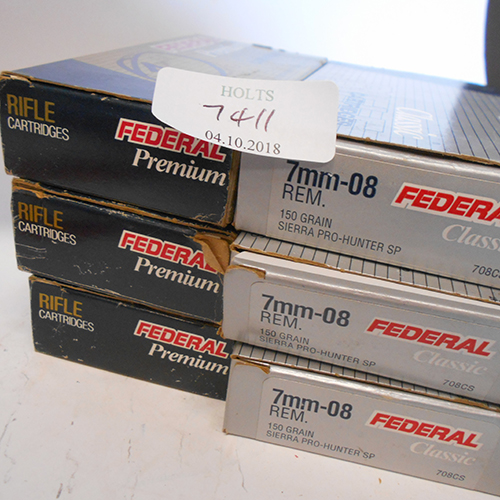 HOLTS
7411
04.10.2018
RIFLE
CARTRIDGES
FEDERAL
Premium
7mm-08
REM.
150 GRAIN
SIERRA PRO-HUNTER SP
FEDERAL
Classic
708CS
RIFLE
CARTRIDGES
FEDERAL
Premium
7mm-08
REM.
150 GRAIN
SIERRA PRO-HUNTER SP
FEDERAL
Classic
708CS
RIFLE
CARTRIDGES
FEDERAL
Premium
7mm-08
REM.
150 GRAIN
SIERRA PRO-HUNTER SP
FEDERAL
Classic
708CS